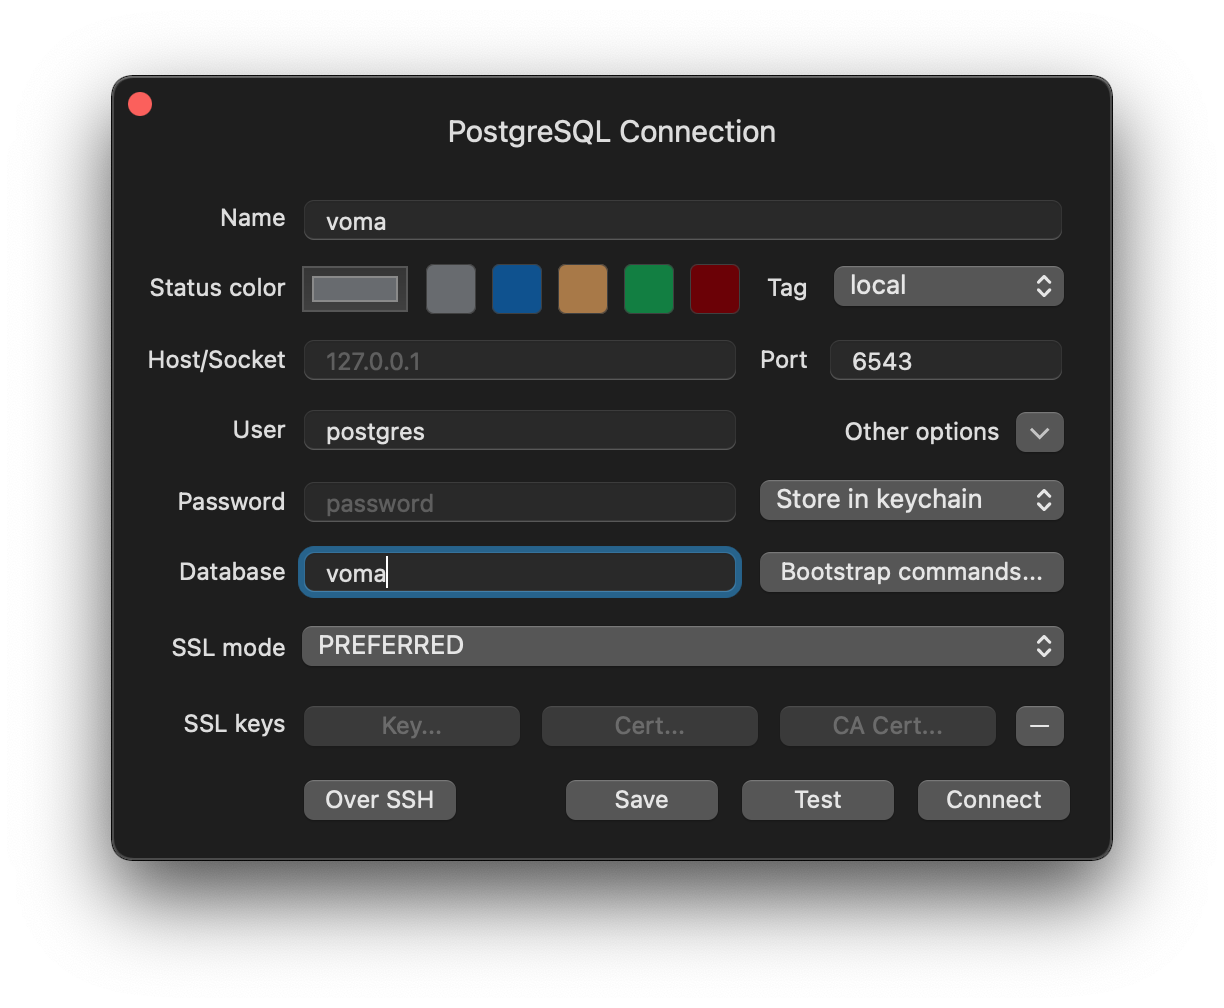 PostgreSQL Connection
Name voma
Status color Tag local
Host/Socket 127.0.0.1 Port 6543
User postgres Other options
Password password Store in keychain
Database voma Bootstrap commands...
SSL mode PREFERRED
SSL keys Key... Cert... CA Cert...
Over SSH Save Test Connect